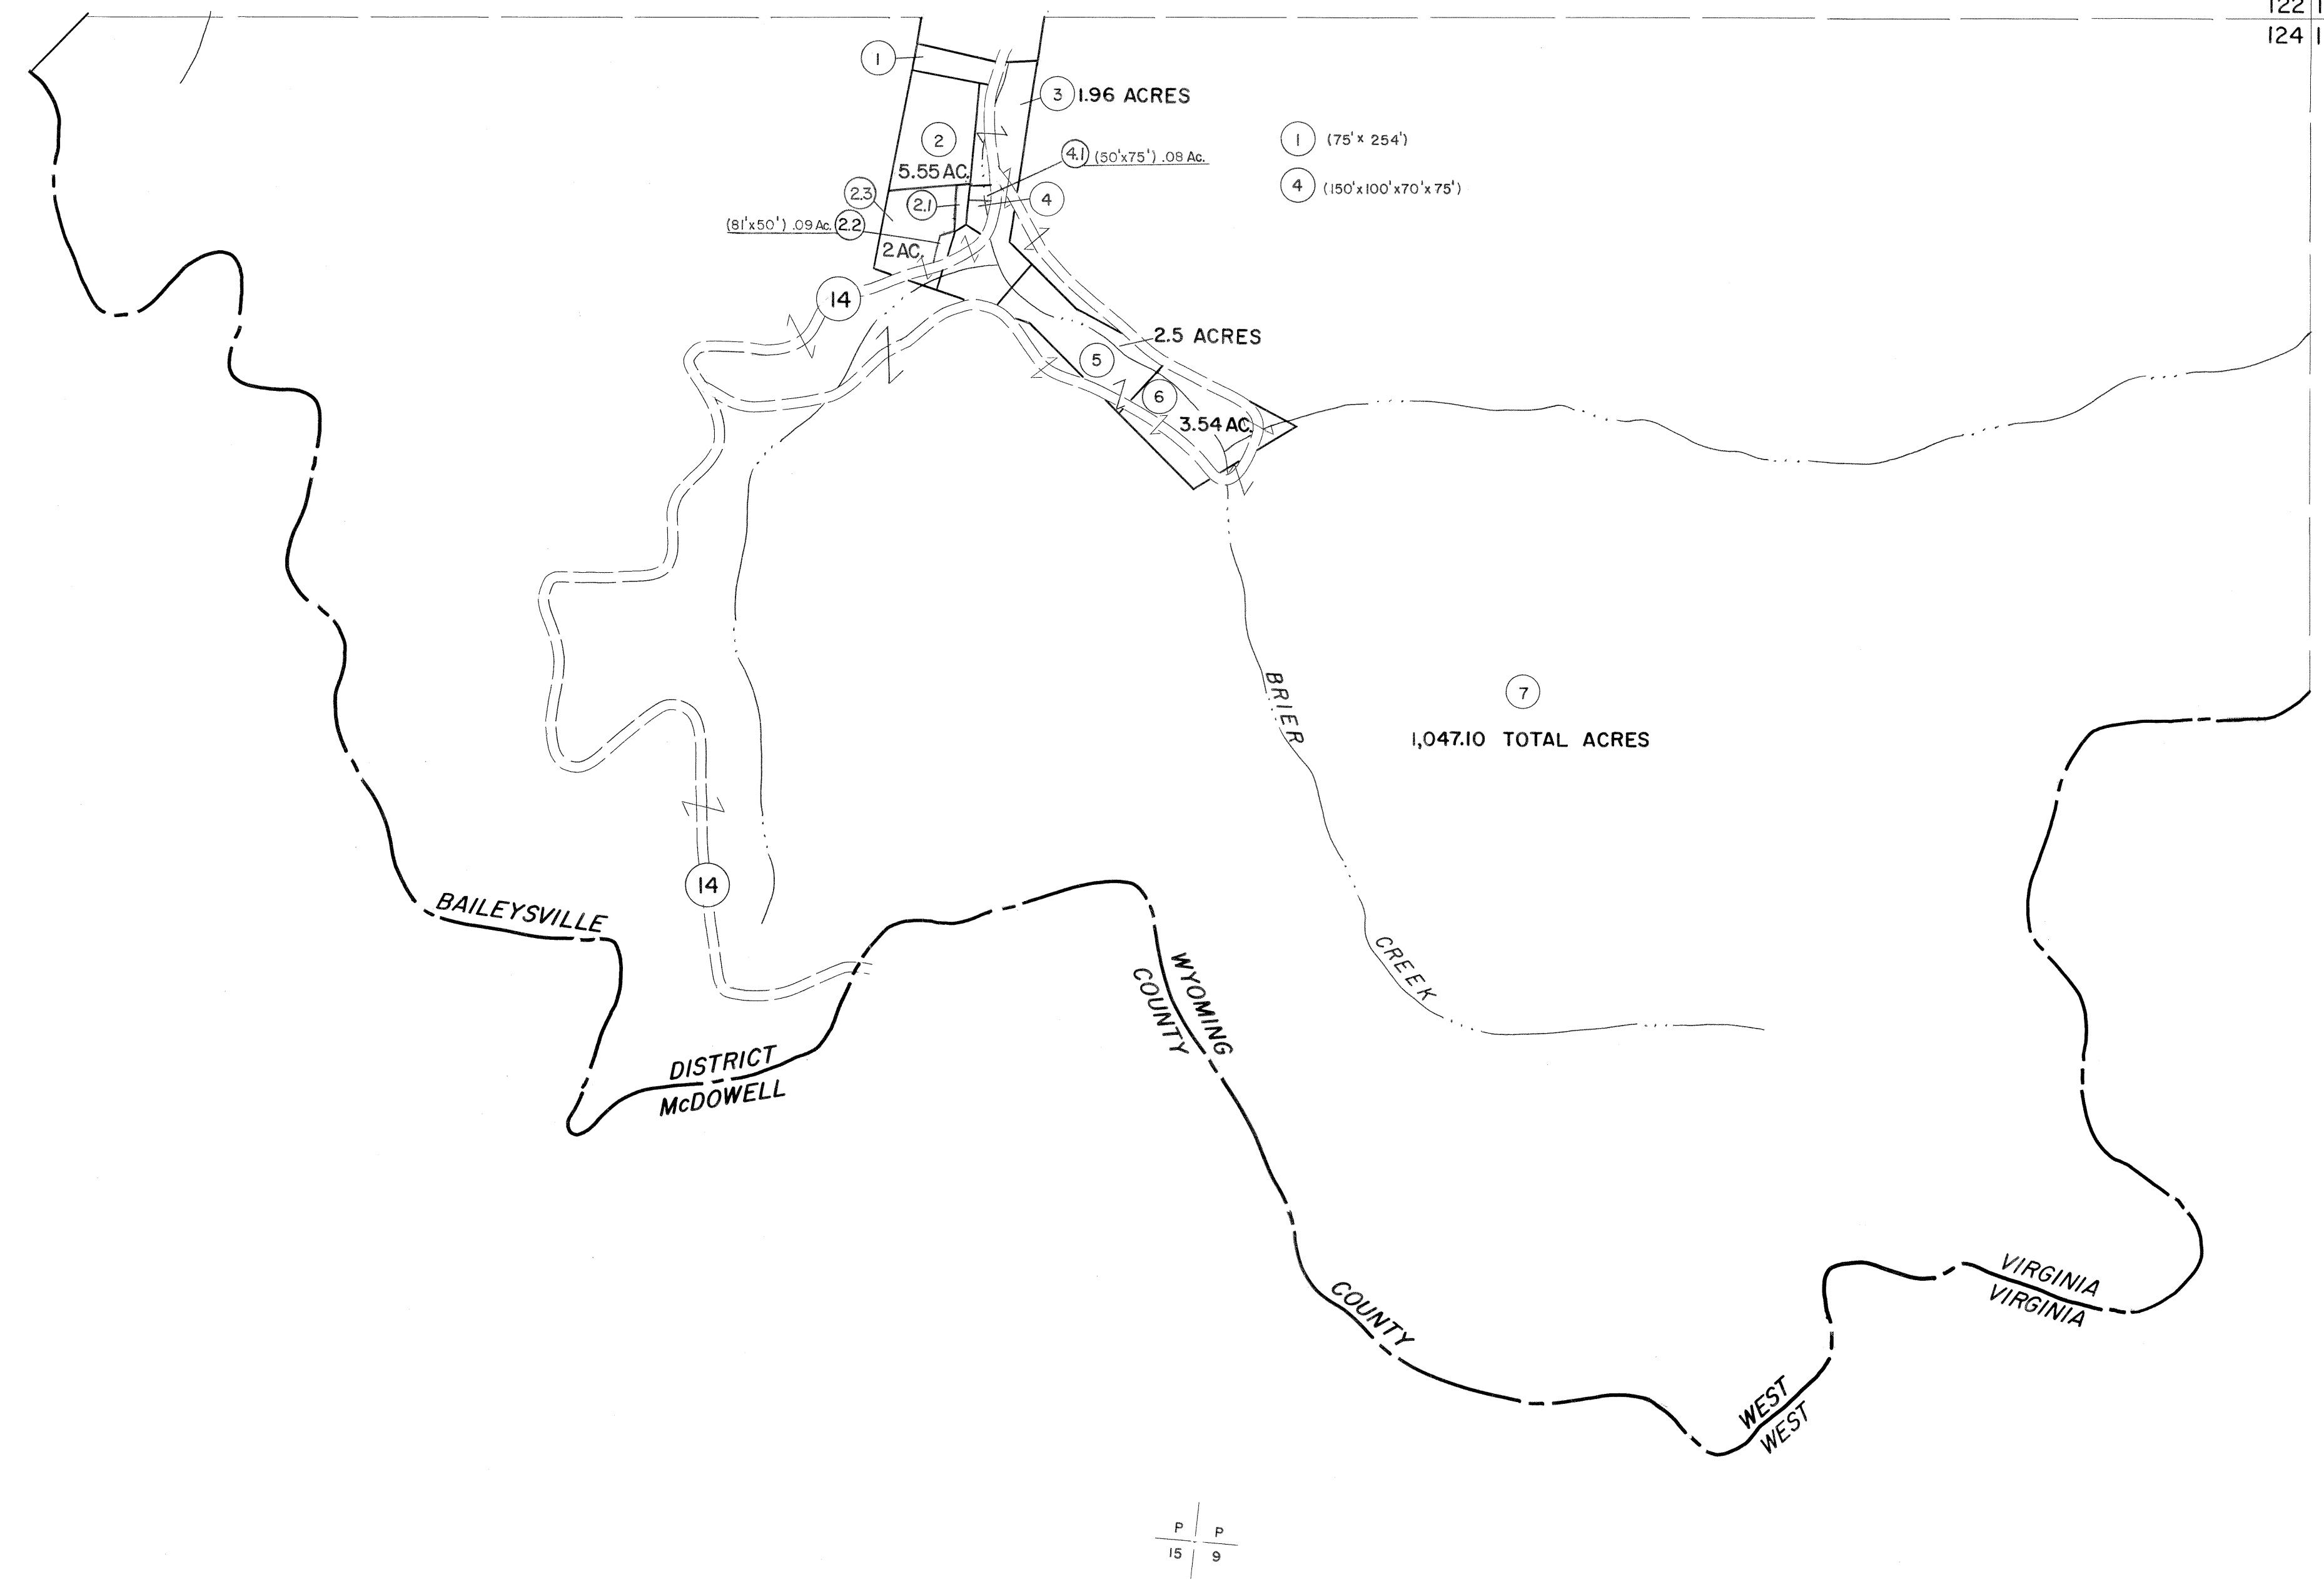 122
124
1
3 1.96 ACRES
1 (75' x 254')
2
5.55 AC.
4.1 (50'x75') .08 Ac.
4 (150'x100'x70'x75')
2.3
2.1
4
(81'x50') .09 Ac. 2.2
2 AC.
14
2.5 ACRES
5
6
3.54 AC.
BRIER
CREEK
7
1,047.10 TOTAL ACRES
14
BAILEYSVILLE
DISTRICT
McDOWELL
WYOMING
COUNTY
COUNTY
VIRGINIA
VIRGINIA
WEST
WEST
P P
15 9